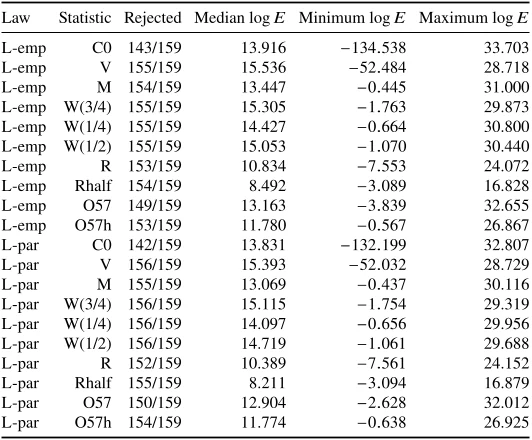 Law Statistic Rejected Median log E Minimum log E Maximum log E
L-emp C0 143/159 13.916 −134.538 33.703
L-emp V 155/159 15.536 −52.484 28.718
L-emp M 154/159 13.447 −0.445 31.000
L-emp W(3/4) 155/159 15.305 −1.763 29.873
L-emp W(1/4) 155/159 14.427 −0.664 30.800
L-emp W(1/2) 155/159 15.053 −1.070 30.440
L-emp R 153/159 10.834 −7.553 24.072
L-emp Rhalf 154/159 8.492 −3.089 16.828
L-emp O57 149/159 13.163 −3.839 32.655
L-emp O57h 153/159 11.780 −0.567 26.867
L-par C0 142/159 13.831 −132.199 32.807
L-par V 156/159 15.393 −52.032 28.729
L-par M 155/159 13.069 −0.437 30.116
L-par W(3/4) 156/159 15.115 −1.754 29.319
L-par W(1/4) 156/159 14.097 −0.656 29.956
L-par W(1/2) 156/159 14.719 −1.061 29.688
L-par R 152/159 10.389 −7.561 24.152
L-par Rhalf 155/159 8.211 −3.094 16.879
L-par O57 150/159 12.904 −2.628 32.012
L-par O57h 154/159 11.774 −0.638 26.925